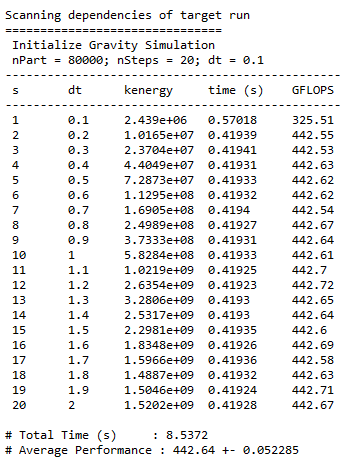 Scanning dependencies of target run
===============================
Initialize Gravity Simulation
nPart = 80000; nSteps = 20; dt = 0.1
------------------------------------------------
s dt kenergy time (s) GFLOPS
------------------------------------------------
1 0.1 2.439e+06 0.57018 325.51
2 0.2 1.0165e+07 0.41939 442.55
3 0.3 2.3704e+07 0.41941 442.53
4 0.4 4.4049e+07 0.41931 442.63
5 0.5 7.2873e+07 0.41933 442.62
6 0.6 1.1295e+08 0.41932 442.62
7 0.7 1.6905e+08 0.4194 442.54
8 0.8 2.4989e+08 0.41927 442.67
9 0.9 3.7333e+08 0.41931 442.64
10 1 5.8284e+08 0.41933 442.61
11 1.1 1.0219e+09 0.41925 442.7
12 1.2 2.6354e+09 0.41923 442.72
13 1.3 3.2806e+09 0.4193 442.65
14 1.4 2.5317e+09 0.4193 442.64
15 1.5 2.2981e+09 0.41935 442.6
16 1.6 1.8348e+09 0.41926 442.69
17 1.7 1.5966e+09 0.41936 442.58
18 1.8 1.4887e+09 0.41932 442.63
19 1.9 1.5046e+09 0.41924 442.71
20 2 1.5202e+09 0.41928 442.67
# Total Time (s) : 8.5372
# Average Performance : 442.64 +- 0.052285